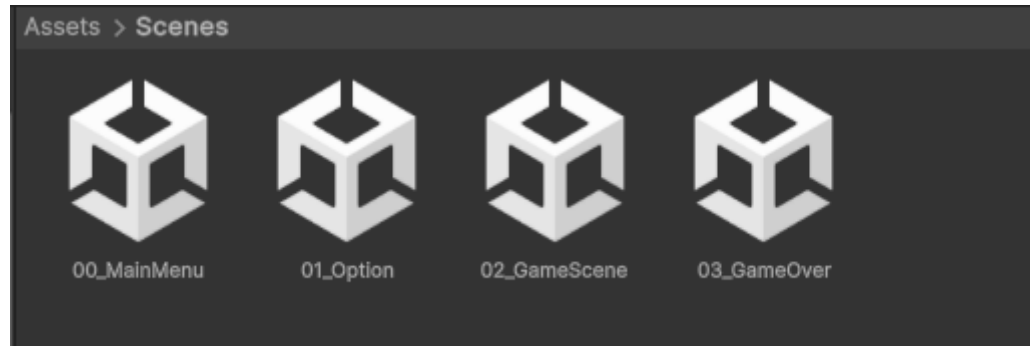 Assets > Scenes
00_MainMenu
01_Option
02_GameScene
03_GameOver